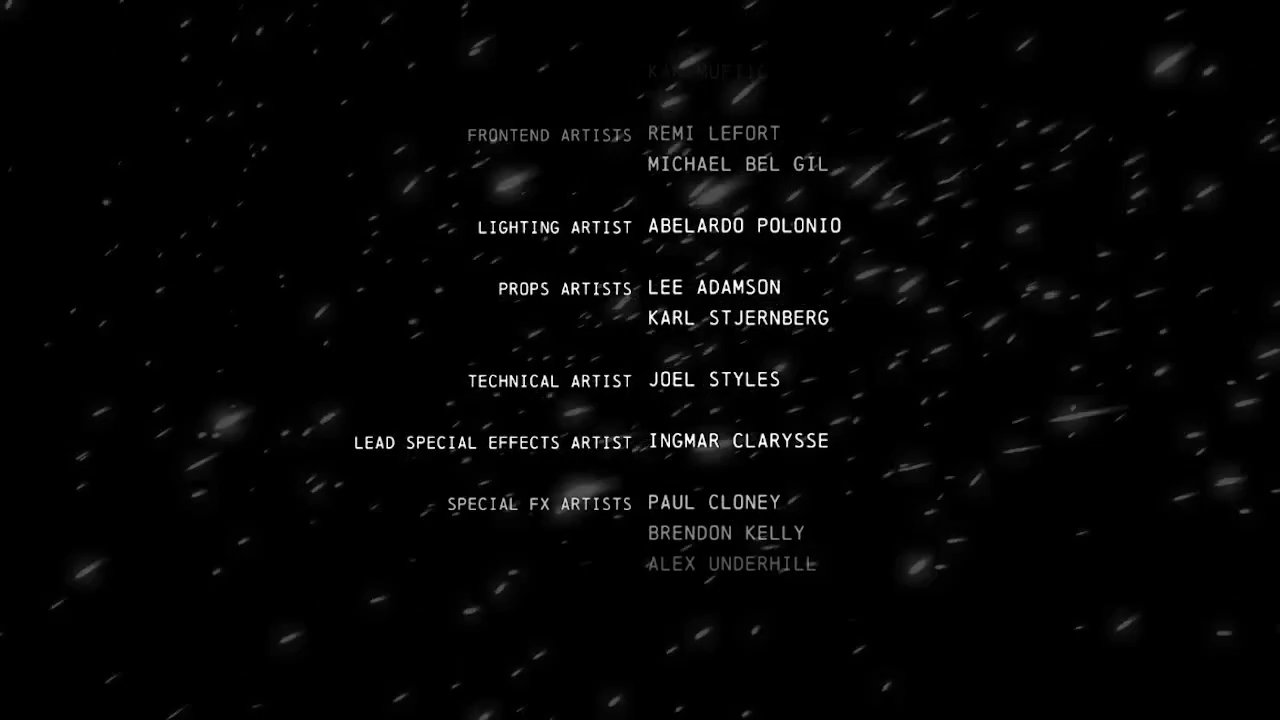 FRONTEND ARTISTS REMI LEFORT
MICHAEL BEL GIL
LIGHTING ARTIST ABELARDO POLONIO
PROPS ARTISTS LEE ADAMSON
KARL STJERNBERG
TECHNICAL ARTIST JOEL STYLES
LEAD SPECIAL EFFECTS ARTIST INGMAR CLARYSSE
SPECIAL FX ARTISTS PAUL CLONEY
BRENDON KELLY
ALEX UNDERHILL